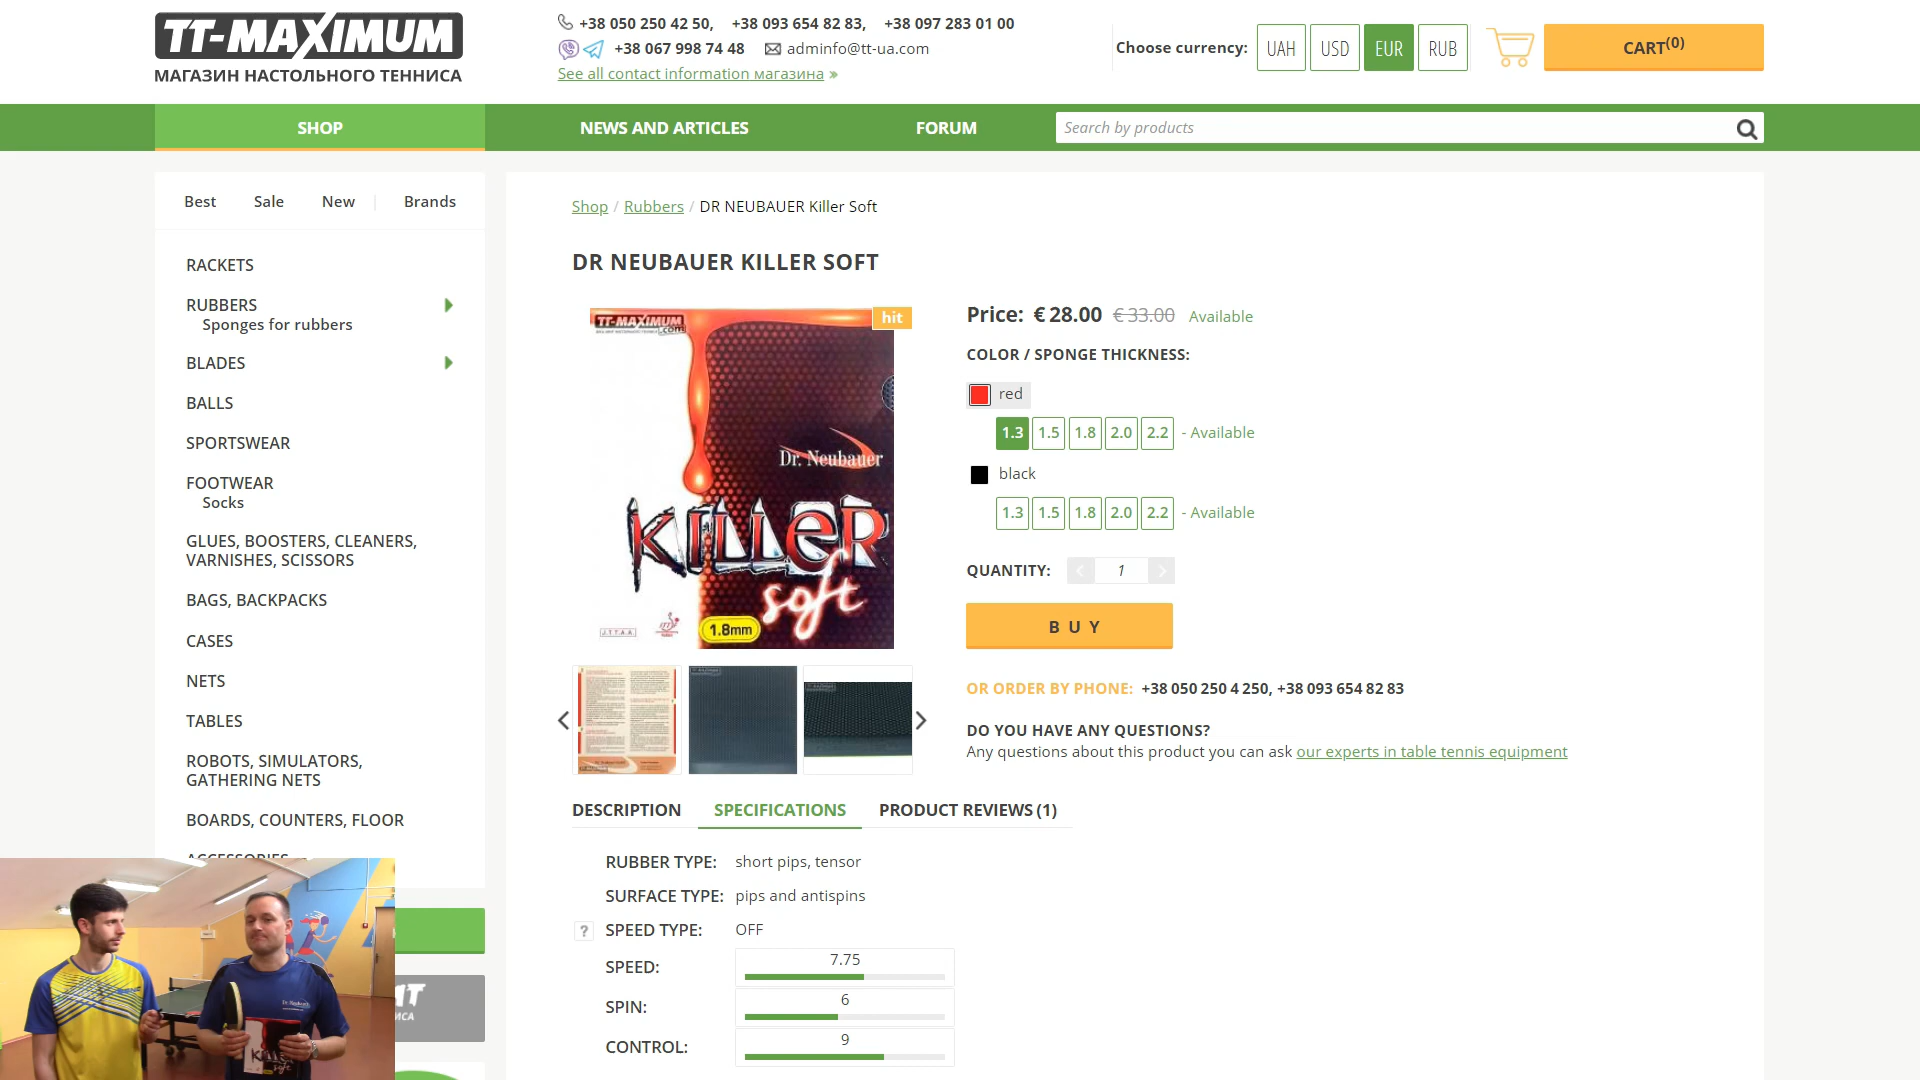 TT-MAXIMUM
МАГАЗИН НАСТОЛЬНОГО ТЕННИСА
+38 050 250 42 50, +38 093 654 82 83, +38 097 283 01 00
+38 067 998 74 48 adminfo@tt-ua.com
See all contact information магазина »
Choose currency: UAH USD EUR RUB
CART(0)
SHOP NEWS AND ARTICLES FORUM Search by products
Best Sale New Brands
RACKETS
RUBBERS
Sponges for rubbers
BLADES
BALLS
SPORTSWEAR
FOOTWEAR
Socks
GLUES, BOOSTERS, CLEANERS,
VARNISHES, SCISSORS
BAGS, BACKPACKS
CASES
NETS
TABLES
ROBOTS, SIMULATORS,
GATHERING NETS
BOARDS, COUNTERS, FLOOR
ACCESSORIES
Shop / Rubbers / DR NEUBAUER Killer Soft
DR NEUBAUER KILLER SOFT
TT-MAXIMUM
.com
hit
Dr. Neubauer
KILLER
soft
J.T.T.A.A.
1.8mm
Price: € 28.00 € 33.00 Available
COLOR / SPONGE THICKNESS:
red
1.3 1.5 1.8 2.0 2.2 - Available
black
1.3 1.5 1.8 2.0 2.2 - Available
QUANTITY: 1
BUY
OR ORDER BY PHONE: +38 050 250 4 250, +38 093 654 82 83
DO YOU HAVE ANY QUESTIONS?
Any questions about this product you can ask our experts in table tennis equipment
DESCRIPTION SPECIFICATIONS PRODUCT REVIEWS (1)
RUBBER TYPE: short pips, tensor
SURFACE TYPE: pips and antispins
? SPEED TYPE: OFF
SPEED: 7.75
SPIN: 6
CONTROL: 9
Dr. Neubauer
KILLER
soft